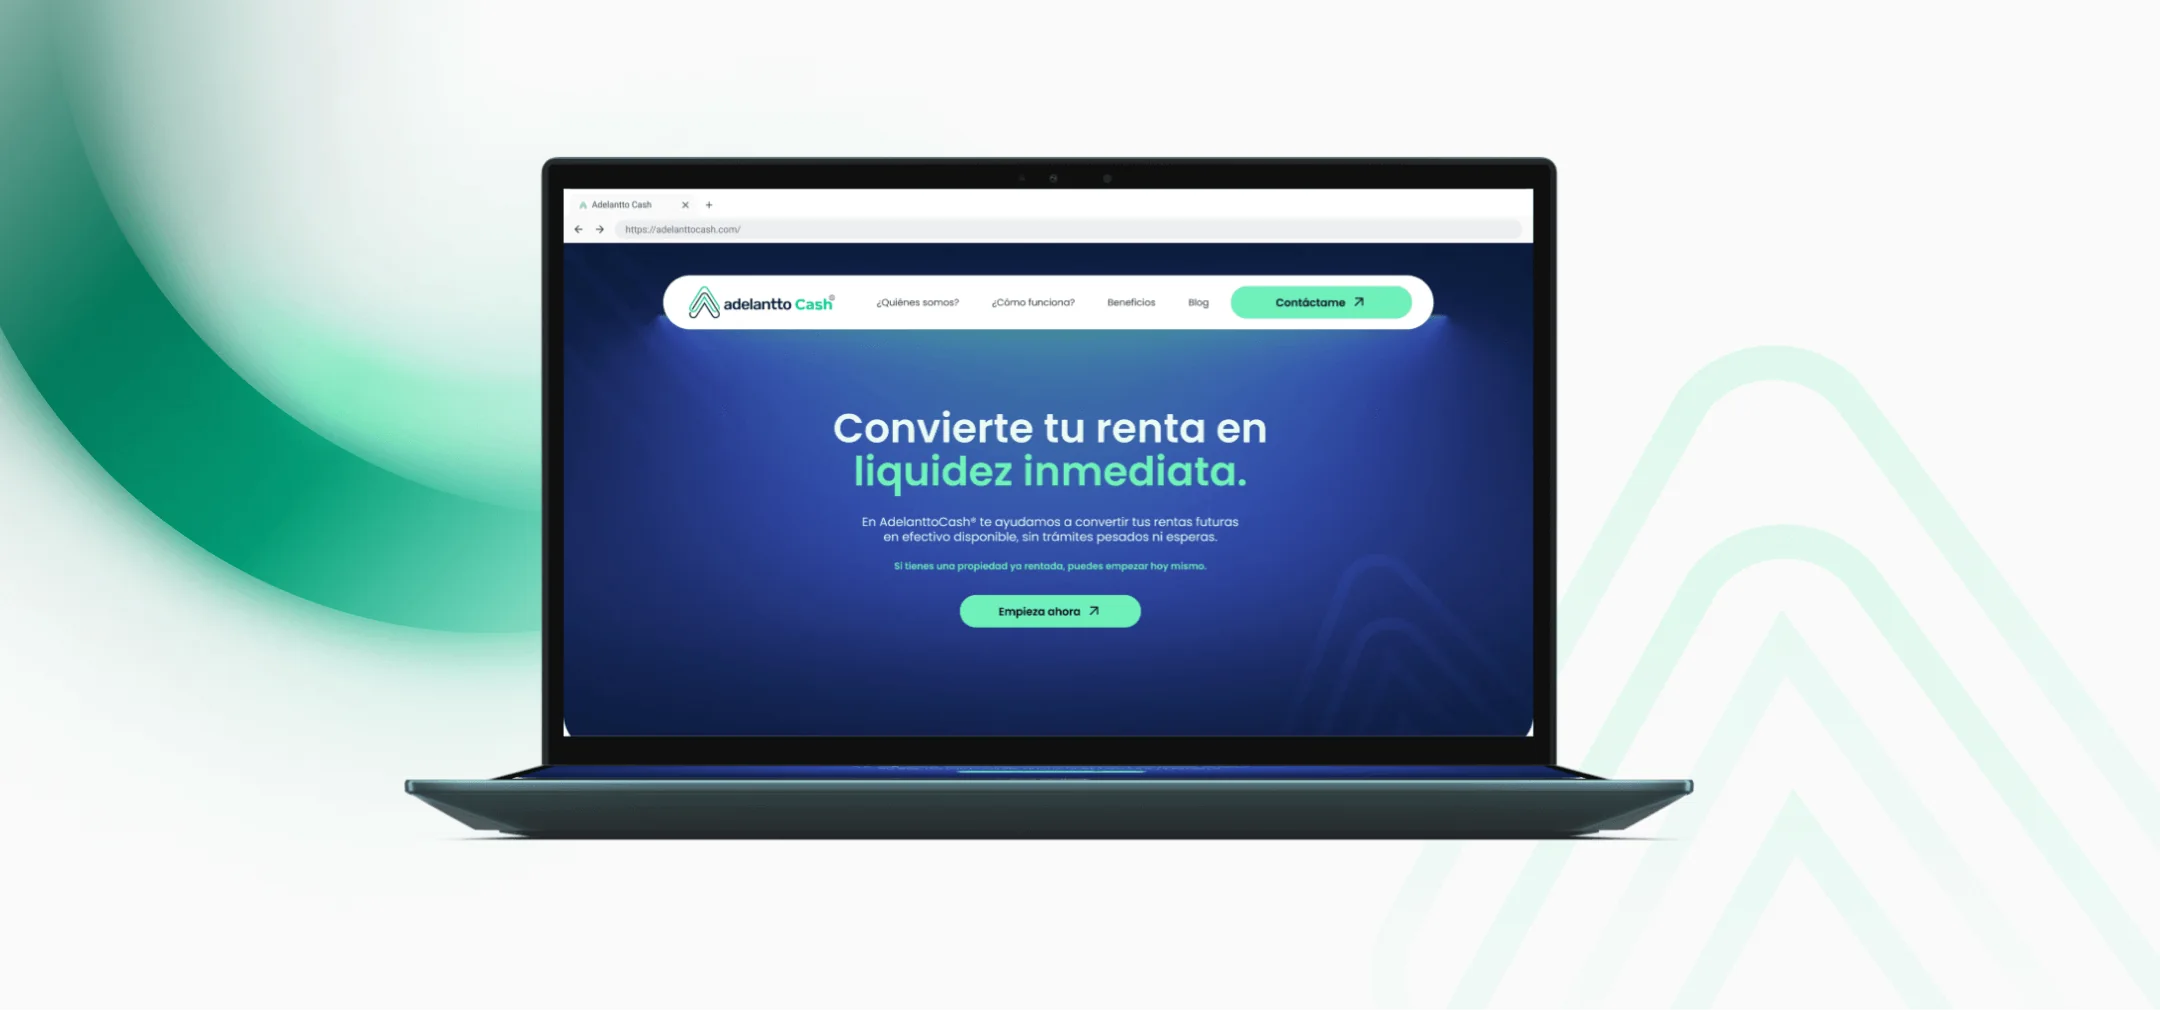 Adelantto Cash
https://adelanttocash.com/
adelantto Cash®
¿Quiénes somos?
¿Cómo funciona?
Beneficios
Blog
Contáctame
Convierte tu renta en
liquidez inmediata.
En AdelanttoCash® te ayudamos a convertir tus rentas futuras
en efectivo disponible, sin trámites pesados ni esperas.
Si tienes una propiedad ya rentada, puedes empezar hoy mismo.
Empieza ahora